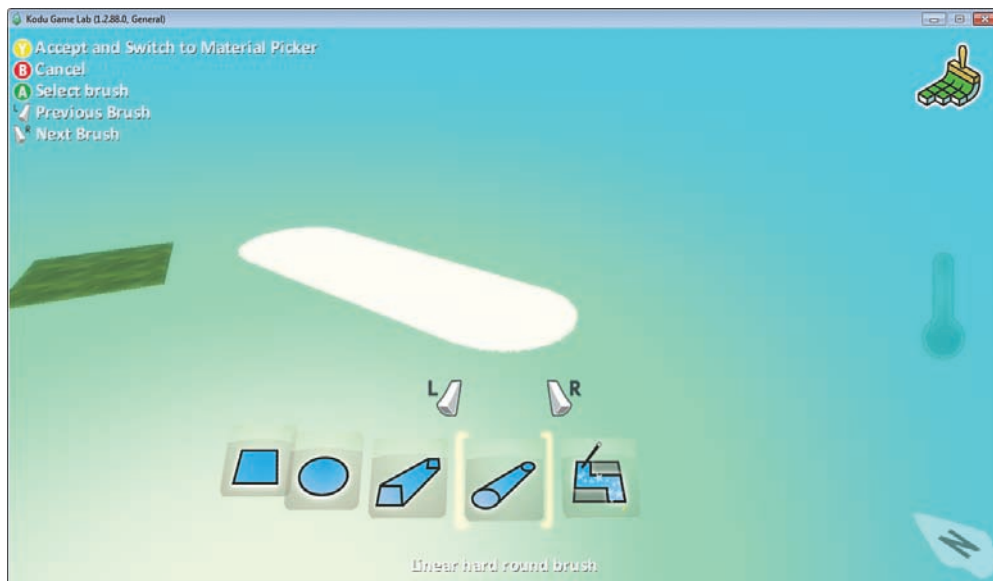 Kodu Game Lab (1.2.88.0, General)
Y Accept and Switch to Material Picker
B Cancel
A Select brush
L Previous Brush
R Next Brush
L R
Linear hard round brush
N